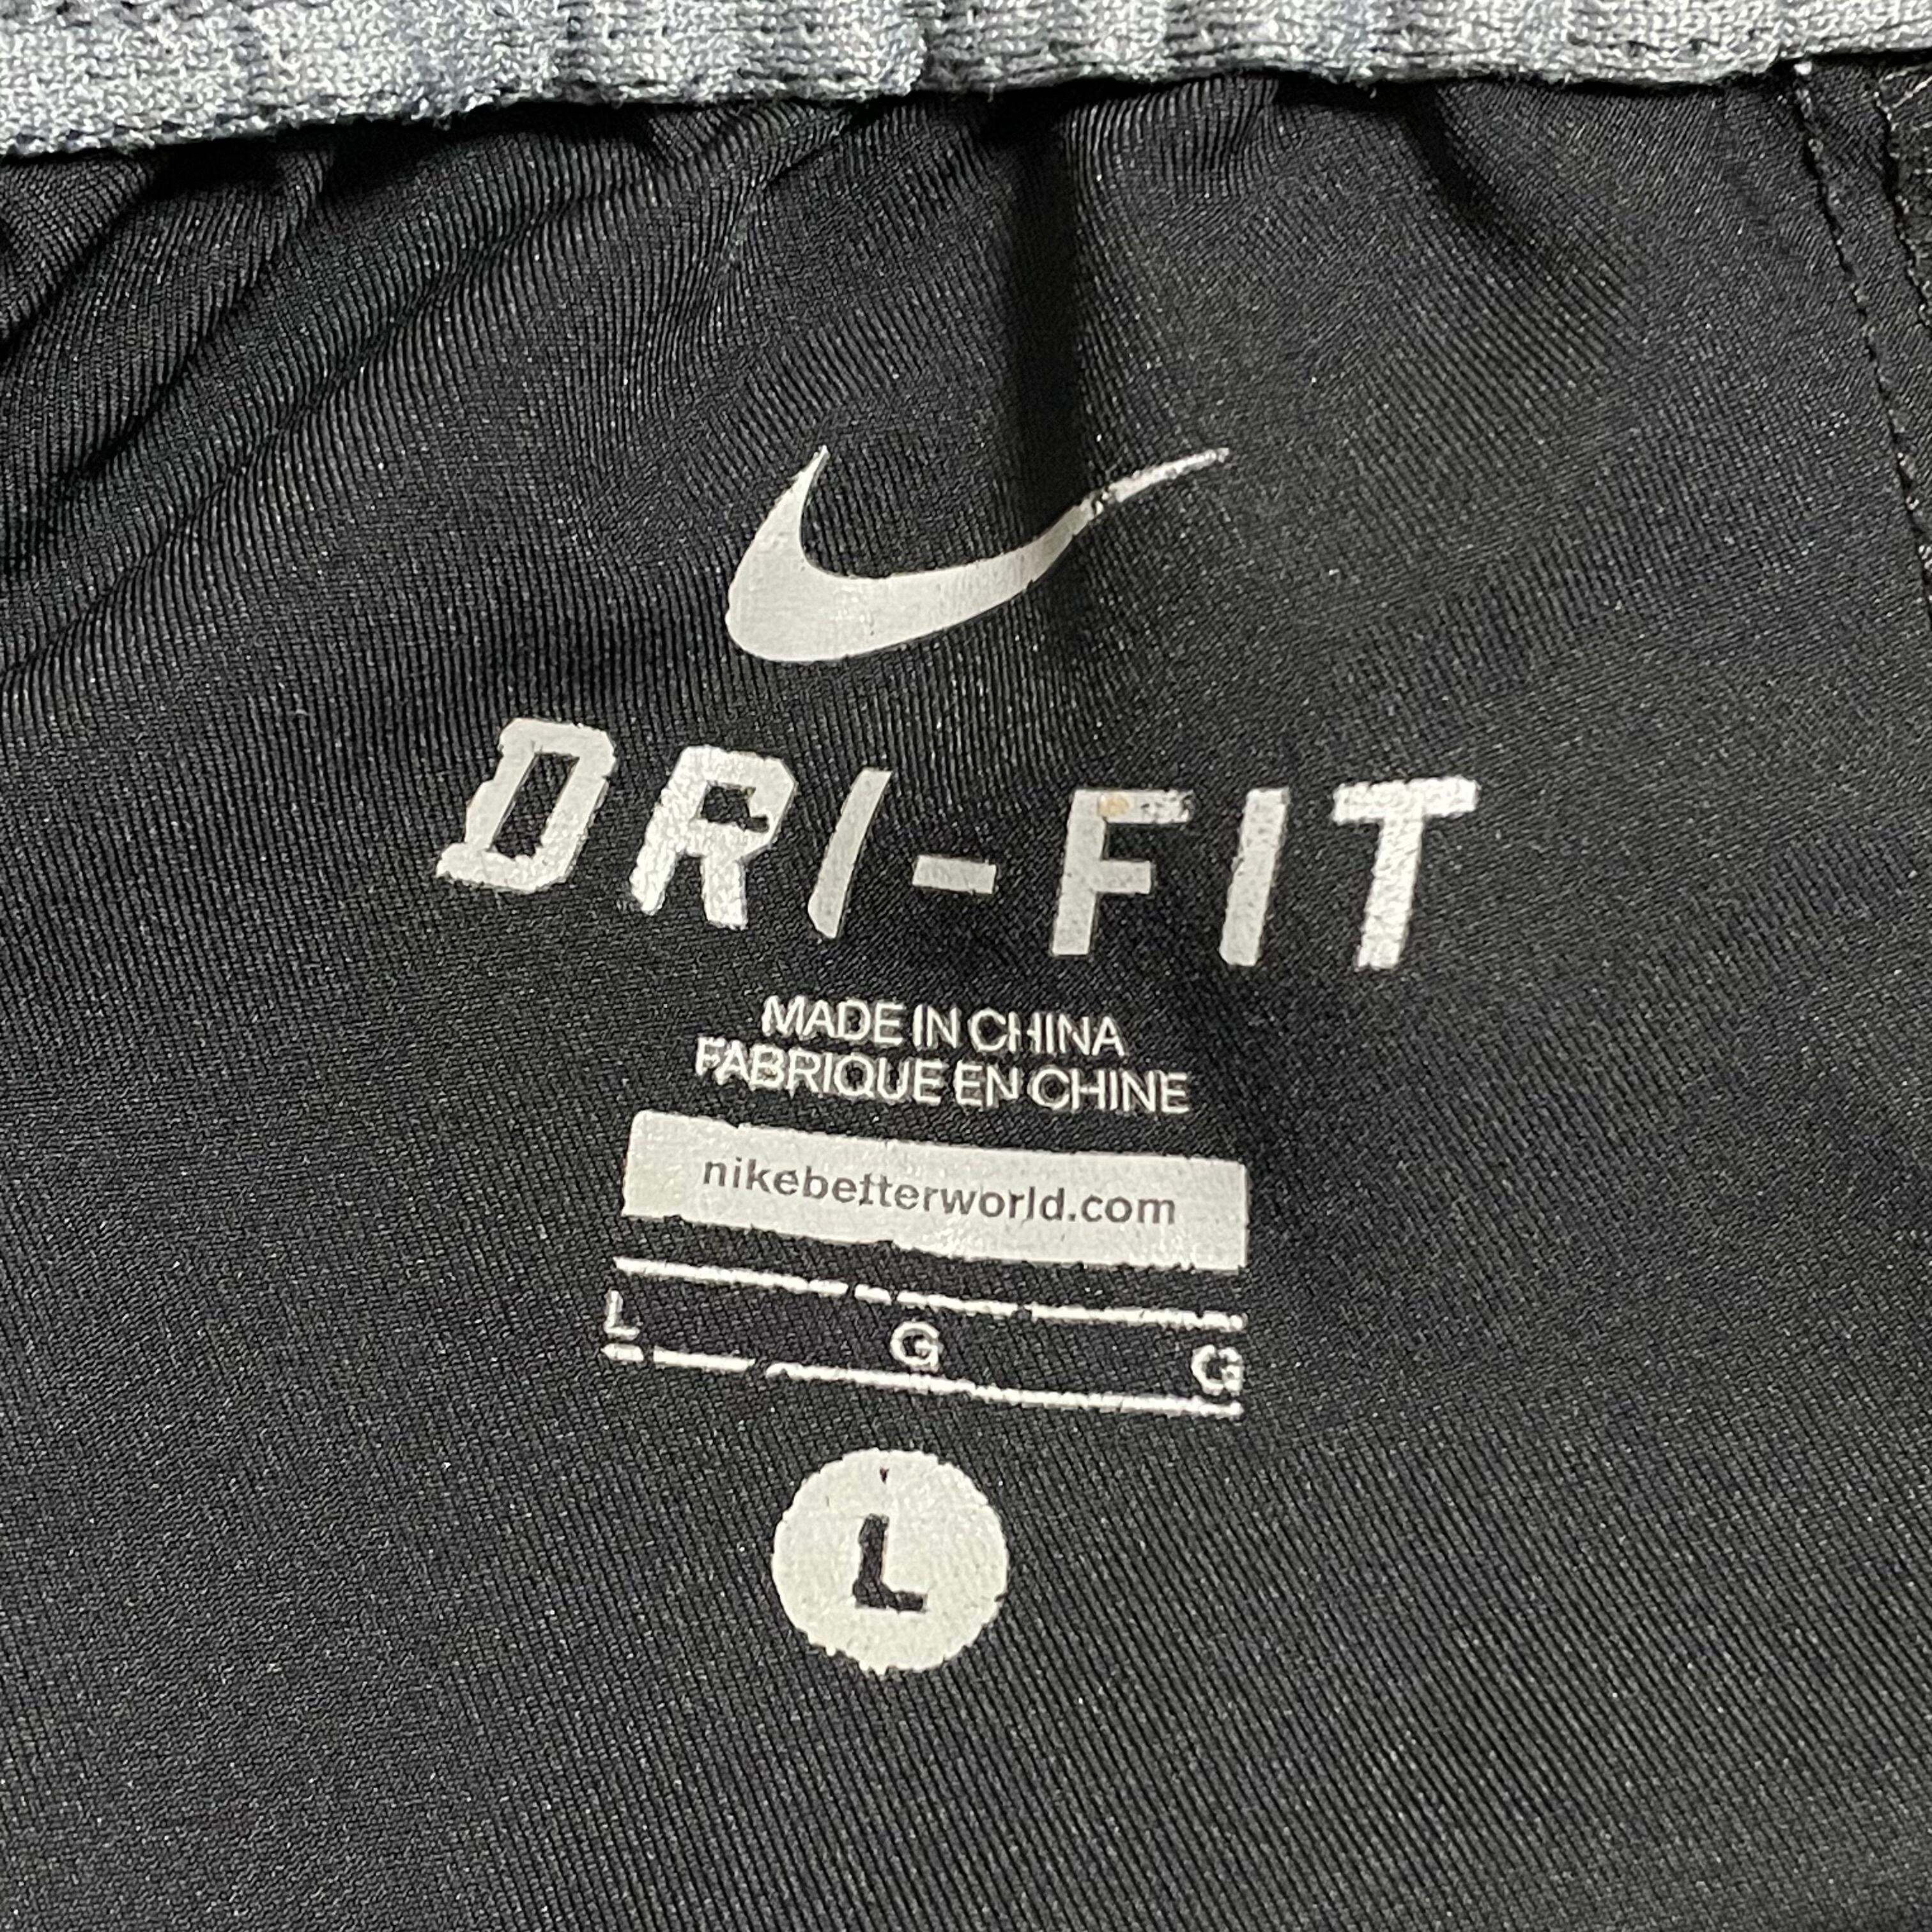 DRI-FIT
MADE IN CHINA
FABRIQUE EN CHINE
nikebetterworld.com
L G G
L